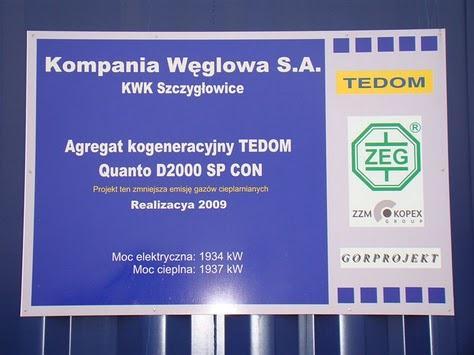 Kompania Węglowa S.A.
KWK Szczygłowice
Agregat kogeneracyjny TEDOM
Quanto D2000 SP CON
Projekt ten zmniejsza emisję gazów cieplarnianych
Realizacya 2009
Moc elektryczna: 1934 kW
Moc cieplna: 1937 kW
TEDOM
ZEG
®
ZZM KOPEX
GROUP
GORPROJEKT